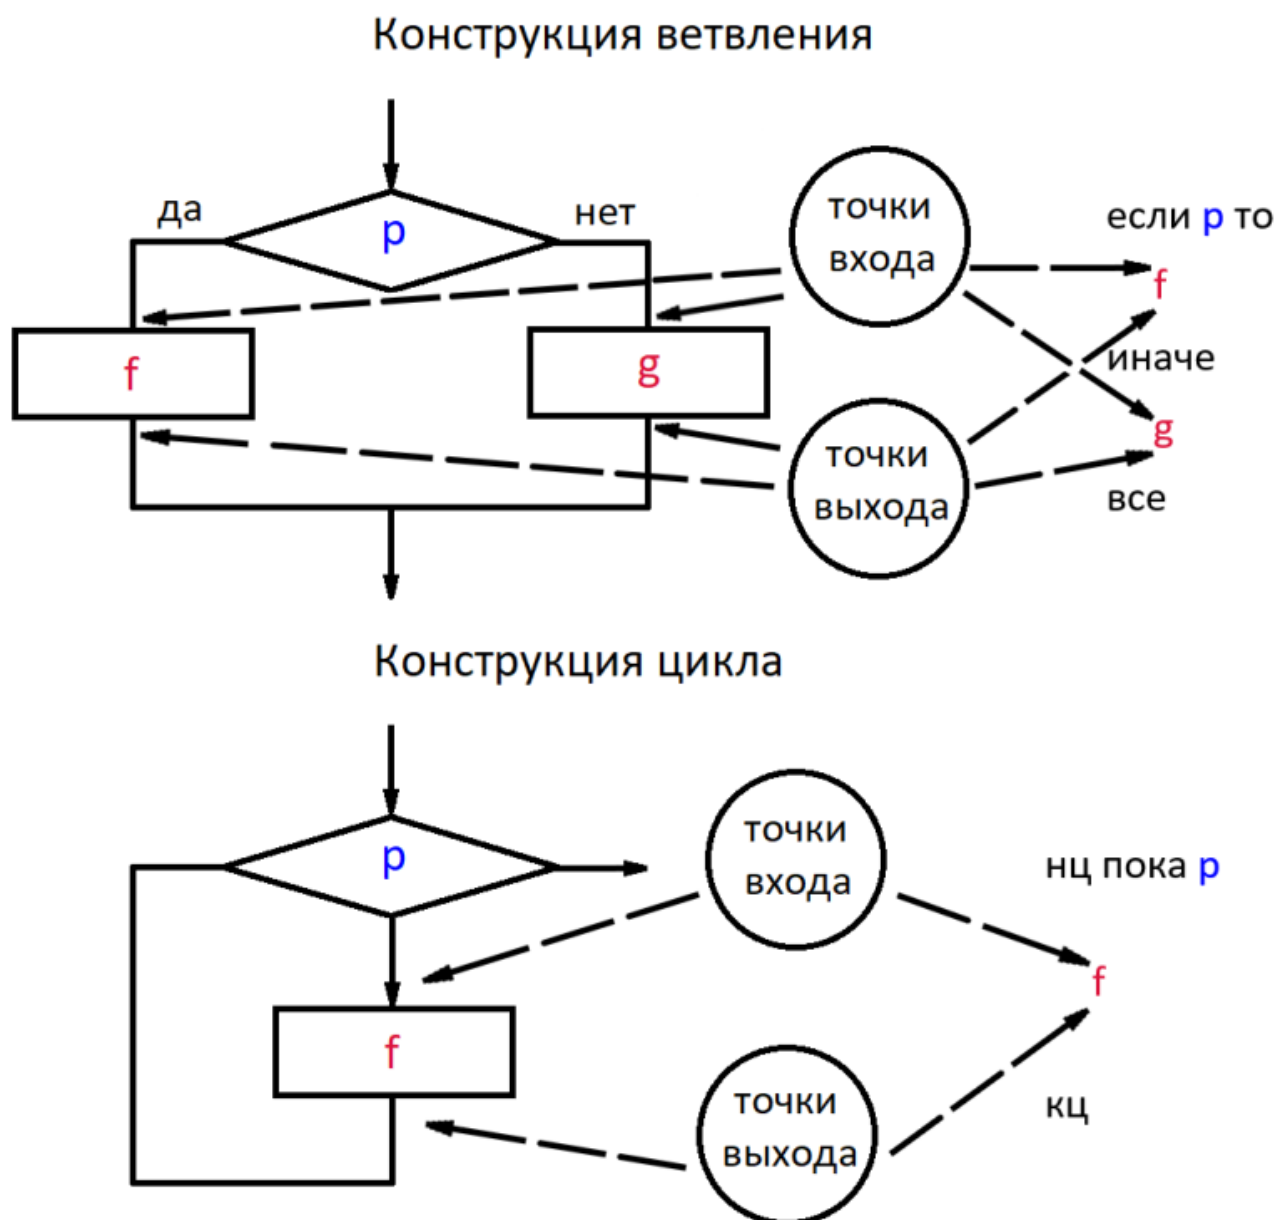 Конструкция ветвления
да
p
нет
f
g
точки
входа
точки
выхода
если p то
f
иначе
g
все
Конструкция цикла
p
f
точки
входа
точки
выхода
нц пока p
f
кц